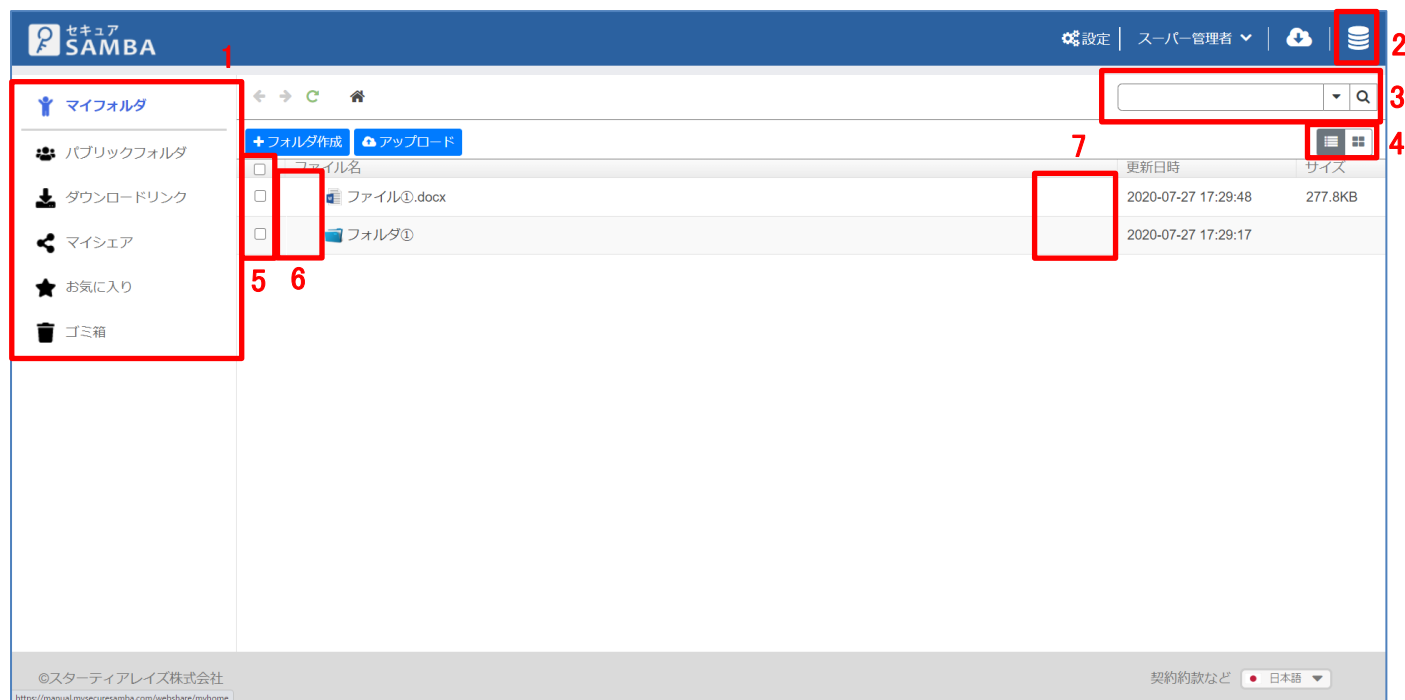 セキュア
SAMBA
設定
スーパー管理者
1
2
マイフォルダ
3
+フォルダ作成
アップロード
7
4
パブリックフォルダ
ファイル名
更新日時
サイズ
ダウンロードリンク
ファイル①.docx
2020-07-27 17:29:48
277.8KB
マイシェア
フォルダ①
2020-07-27 17:29:17
5
6
お気に入り
ゴミ箱
©スターティアレイズ株式会社
契約約款など
日本語
https://manual.mysecuresamba.com/webshare/myhome